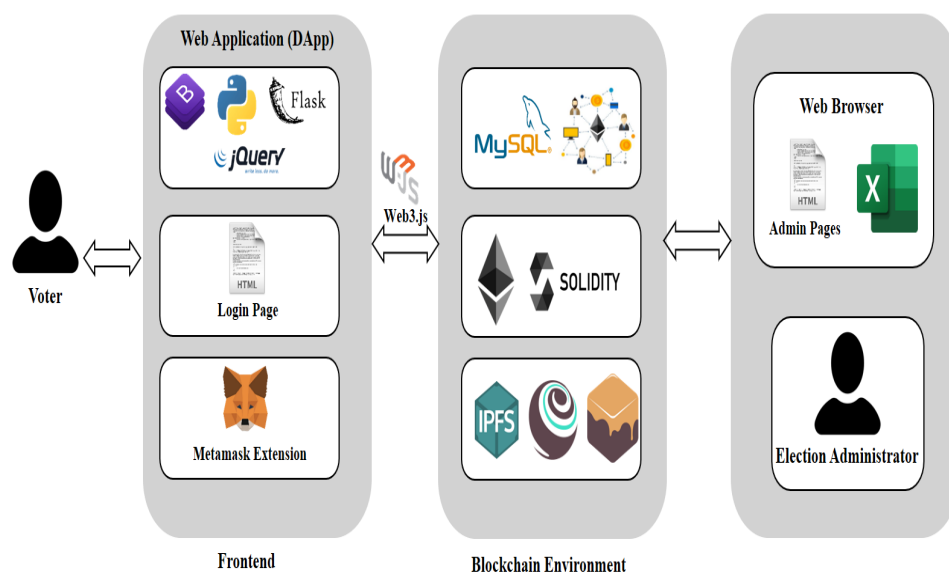 Web Application (DApp)
B
Flask
jQuery
write less, do more.
HTML
Login Page
Metamask Extension
Voter
Frontend
W3JS
Web3.js
MySQL
SOLIDITY
IPFS
Blockchain Environment
Web Browser
HTML
Admin Pages
X
Election Administrator